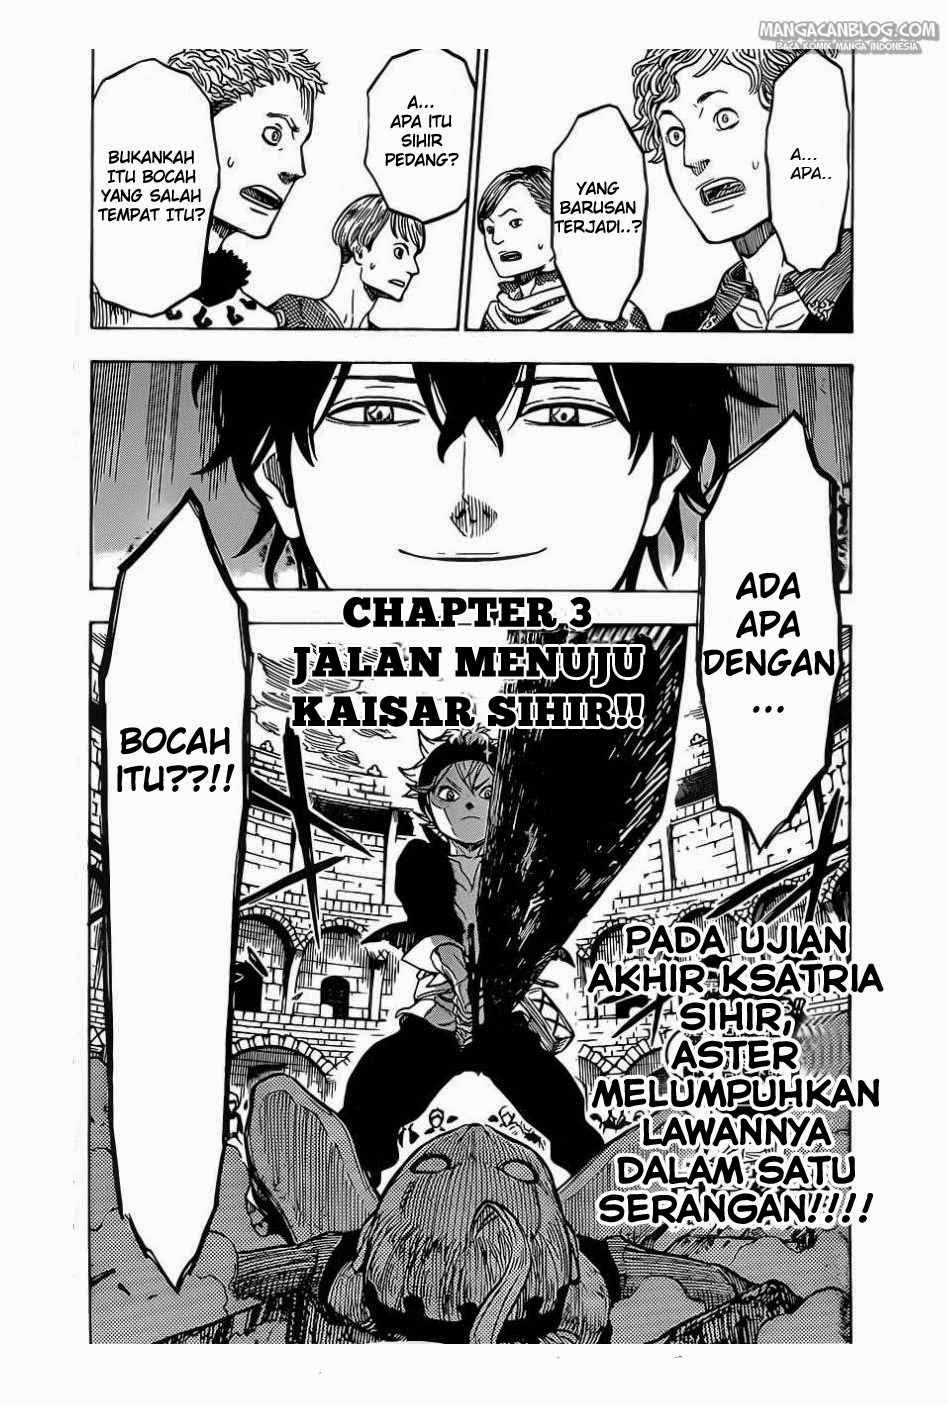 MANGACANBLOG.COM
BACA KOMIK MANGA INDONESIA
A...
APA..
YANG
BARUSAN
TERJADI..?
A...
APA ITU
SIHIR
PEDANG?
BUKANKAH
ITU BOCAH
YANG SALAH
TEMPAT ITU?
ADA
APA
DENGAN
...
BOCAH
ITU??!!
CHAPTER 3
JALAN MENUJU
KAISAR SIHIR!!
PADA UJIAN
AKHIR KSATRIA
SIHIR,
ASTER
MELUMPUHKAN
LAWANNYA
DALAM SATU
SERANGAN!!!!